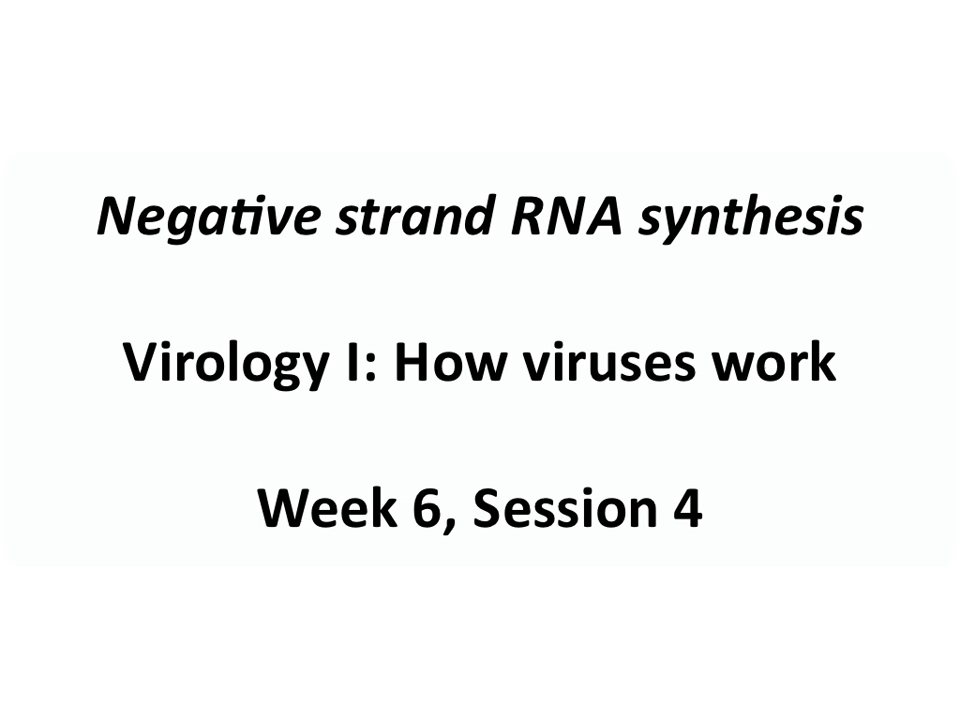 Negative strand RNA synthesis
Virology I: How viruses work
Week 6, Session 4